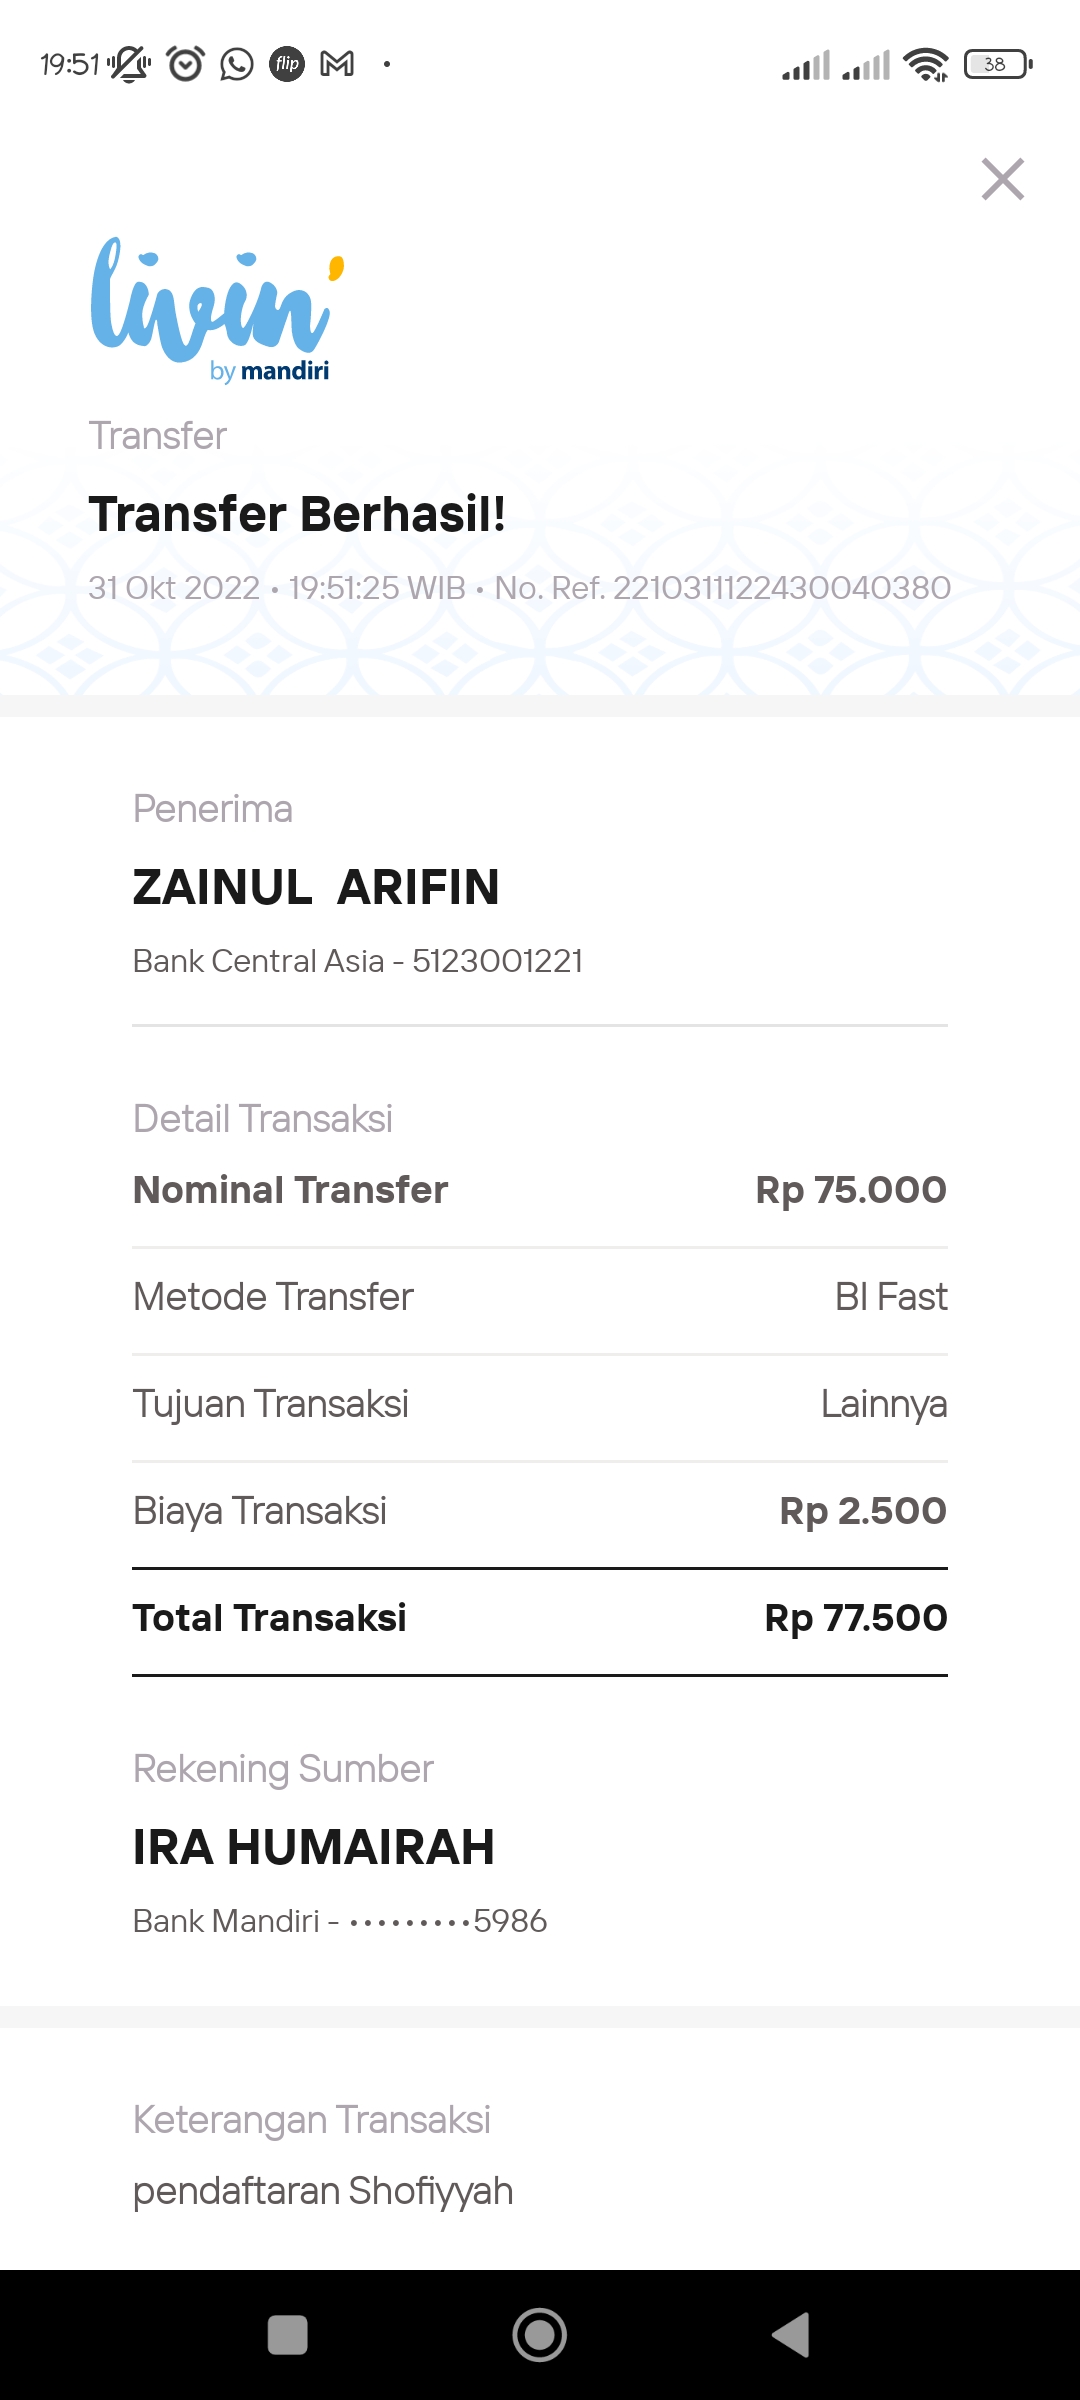 19:51 flip 38
livin'
by mandiri
Transfer
Transfer Berhasil!
31 Okt 2022 • 19:51:25 WIB • No. Ref. 2210311122430040380
Penerima
ZAINUL  ARIFIN
Bank Central Asia - 5123001221
Detail Transaksi
Nominal Transfer Rp 75.000
Metode Transfer BI Fast
Tujuan Transaksi Lainnya
Biaya Transaksi Rp 2.500
Total Transaksi Rp 77.500
Rekening Sumber
IRA HUMAIRAH
Bank Mandiri - •••••••••5986
Keterangan Transaksi
pendaftaran Shofiyyah